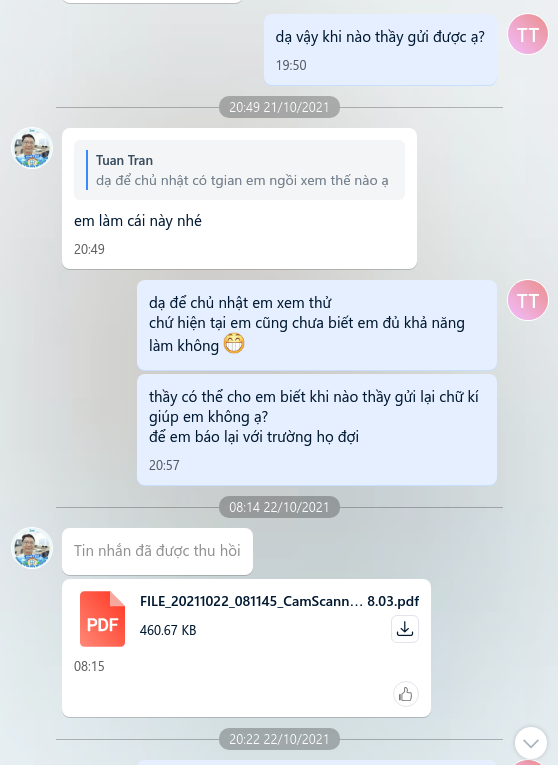 dạ vậy khi nào thầy gửi được ạ?
19:50
TT
20:49 21/10/2021
Tuan Tran
dạ để chủ nhật có tgian em ngồi xem thế nào ạ
em làm cái này nhé
20:49
dạ để chủ nhật em xem thử
chứ hiện tại em cũng chưa biết em đủ khả năng
làm không 😁
TT
thầy có thể cho em biết khi nào thầy gửi lại chữ kí
giúp em không ạ?
để em báo lại với trường họ đợi
20:57
08:14 22/10/2021
Tin nhắn đã được thu hồi
PDF
FILE_20211022_081145_CamScann... 8.03.pdf
460.67 KB
08:15
20:22 22/10/2021